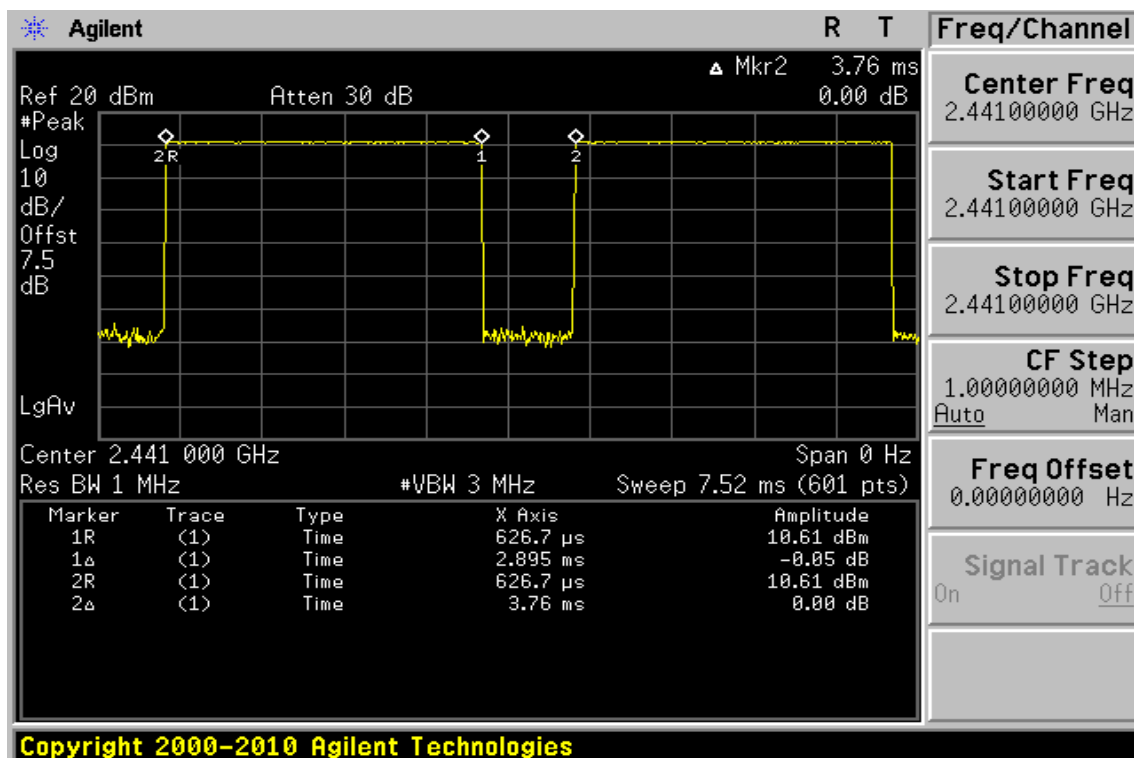 Agilent R T Freq/Channel
Δ Mkr2 3.76 ms
Ref 20 dBm Atten 30 dB 0.00 dB
#Peak
Log
10
dB/
Offst
7.5
dB
LgAv
2R 1 2
Center 2.441 000 GHz Span 0 Hz
Res BW 1 MHz #VBW 3 MHz Sweep 7.52 ms (601 pts)
Marker Trace Type X Axis Amplitude
1R (1) Time 626.7 µs 10.61 dBm
1Δ (1) Time 2.895 ms -0.05 dB
2R (1) Time 626.7 µs 10.61 dBm
2Δ (1) Time 3.76 ms 0.00 dB
Center Freq
2.44100000 GHz
Start Freq
2.44100000 GHz
Stop Freq
2.44100000 GHz
CF Step
1.00000000 MHz
Auto Man
Freq Offset
0.00000000 Hz
Signal Track
On Off
Copyright 2000-2010 Agilent Technologies